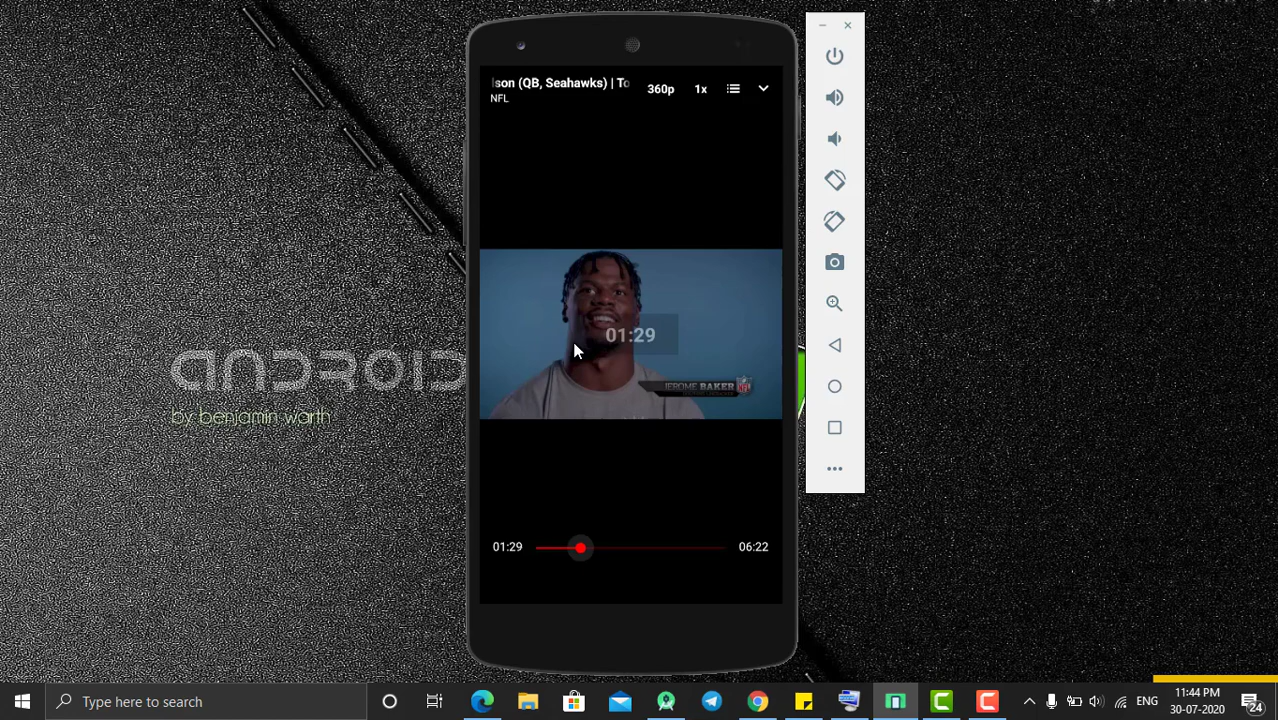 lson (QB, Seahawks) | To
360p
1x
NFL
01:29
JEROME BAKER
01:29
06:22
android
by benjamin warth
Type here to search
ENG
11:44 PM
30-07-2020
24